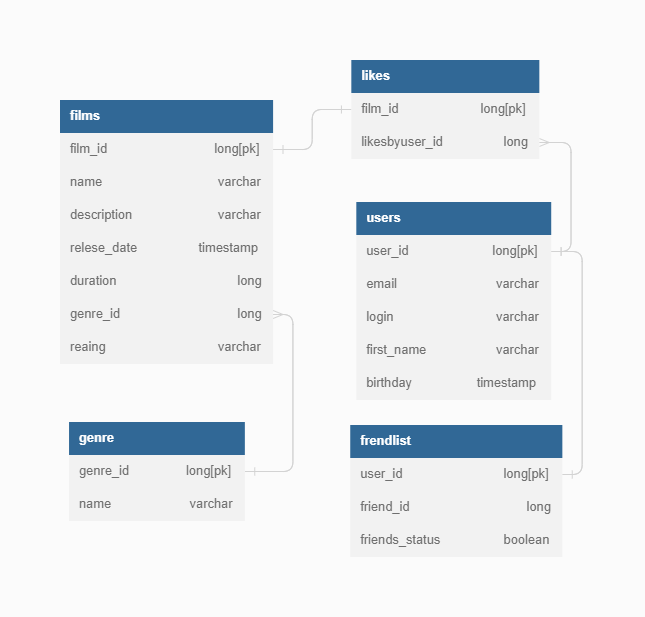 films
film_id long[pk]
name varchar
description varchar
relese_date timestamp
duration long
genre_id long
reaing varchar
genre
genre_id long[pk]
name varchar
likes
film_id long[pk]
likesbyuser_id long
users
user_id long[pk]
email varchar
login varchar
first_name varchar
birthday timestamp
frendlist
user_id long[pk]
friend_id long
friends_status boolean